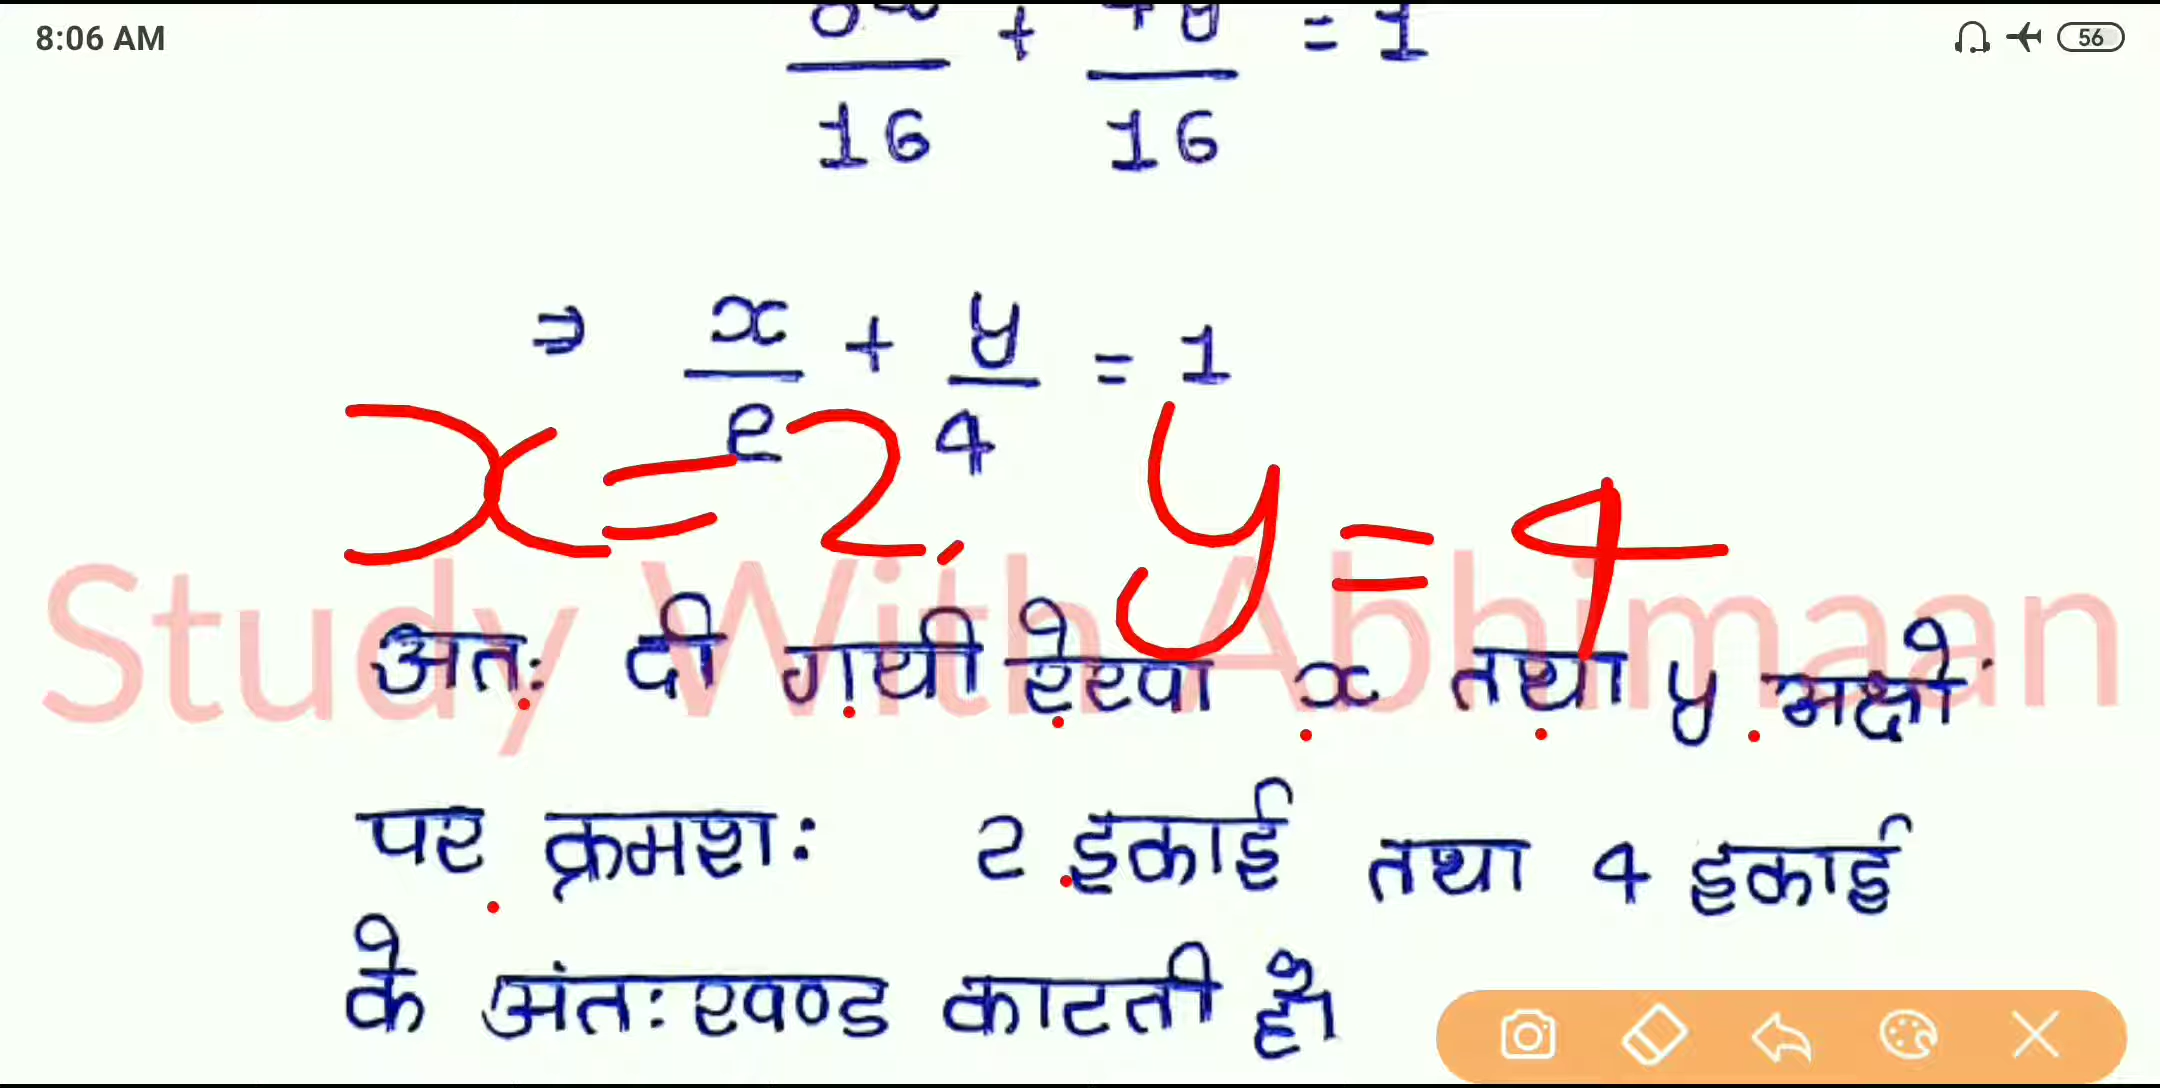 8:06 AM
56
+ y = 1
16 16
⇒ x + y = 1
2 4
x = 2, y = 4
Study With Abhimaan
अतः दी गयी रेखा x तथा y अक्षो
पर क्रमशः 2 इकाई तथा 4 इकाई
के अंतः खण्ड काटती है।